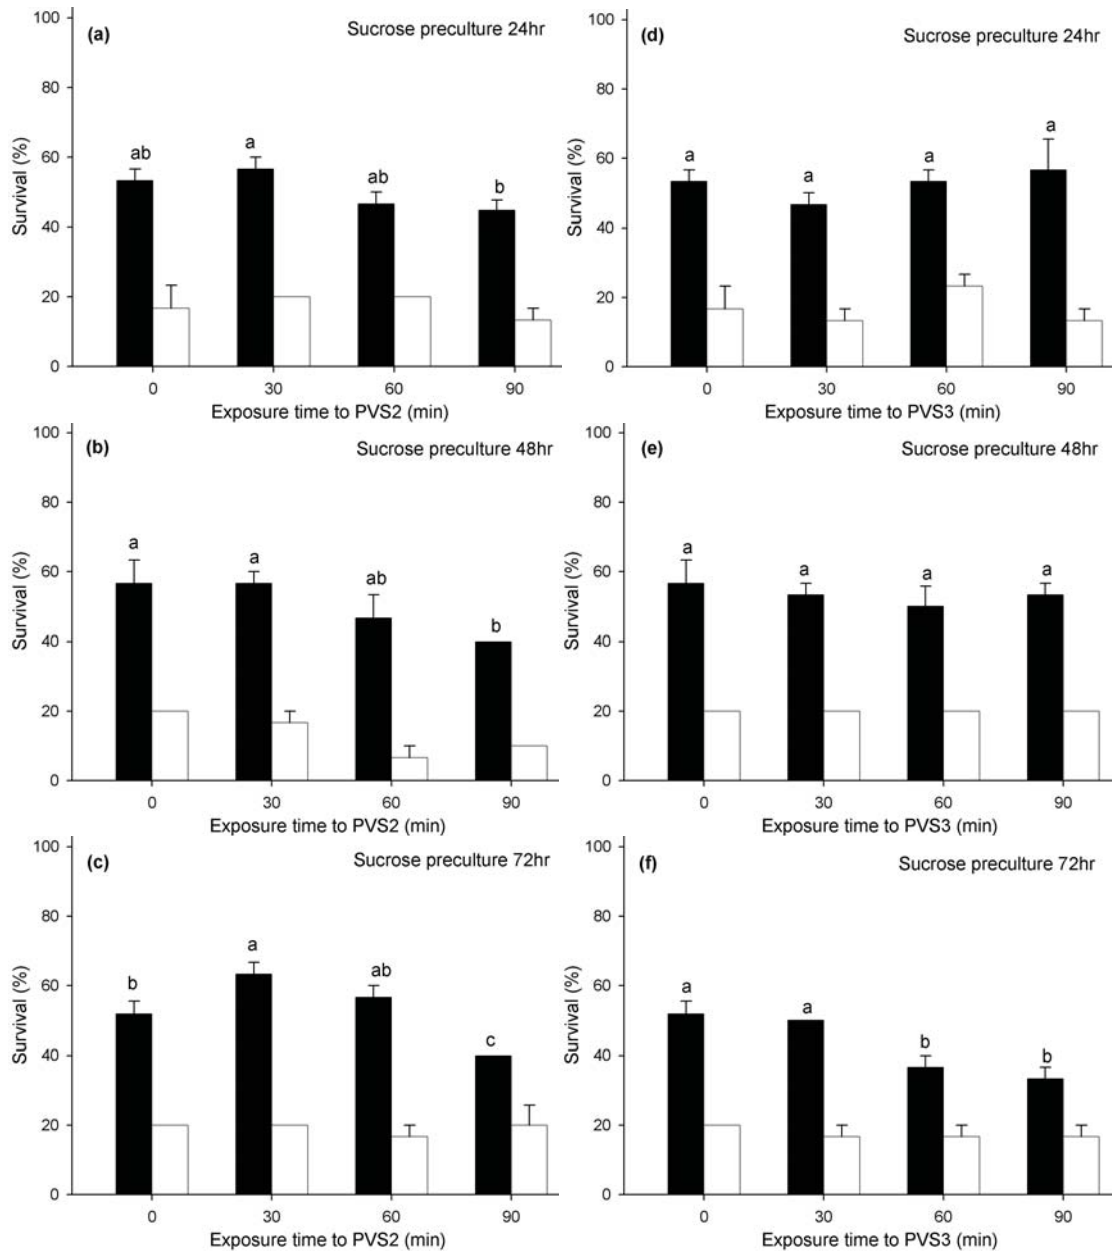 (a)
Sucrose preculture 24hr
100
80
60
40
20
0
Survival (%)
ab
a
ab
b
0 30 60 90
Exposure time to PVS2 (min)
(d)
Sucrose preculture 24hr
100
80
60
40
20
0
Survival (%)
a
a
a
a
0 30 60 90
Exposure time to PVS3 (min)
(b)
Sucrose preculture 48hr
100
80
60
40
20
0
Survival (%)
a
a
ab
b
0 30 60 90
Exposure time to PVS2 (min)
(e)
Sucrose preculture 48hr
100
80
60
40
20
0
Survival (%)
a
a
a
a
0 30 60 90
Exposure time to PVS3 (min)
(c)
Sucrose preculture 72hr
100
80
60
40
20
0
Survival (%)
b
a
ab
c
0 30 60 90
Exposure time to PVS2 (min)
(f)
Sucrose preculture 72hr
100
80
60
40
20
0
Survival (%)
a
a
b
b
0 30 60 90
Exposure time to PVS3 (min)